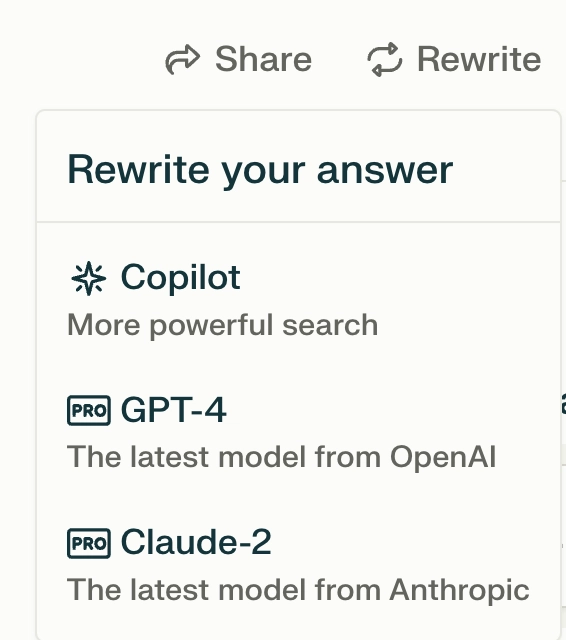 Share Rewrite
Rewrite your answer
Copilot
More powerful search
PRO GPT-4
The latest model from OpenAI
PRO Claude-2
The latest model from Anthropic